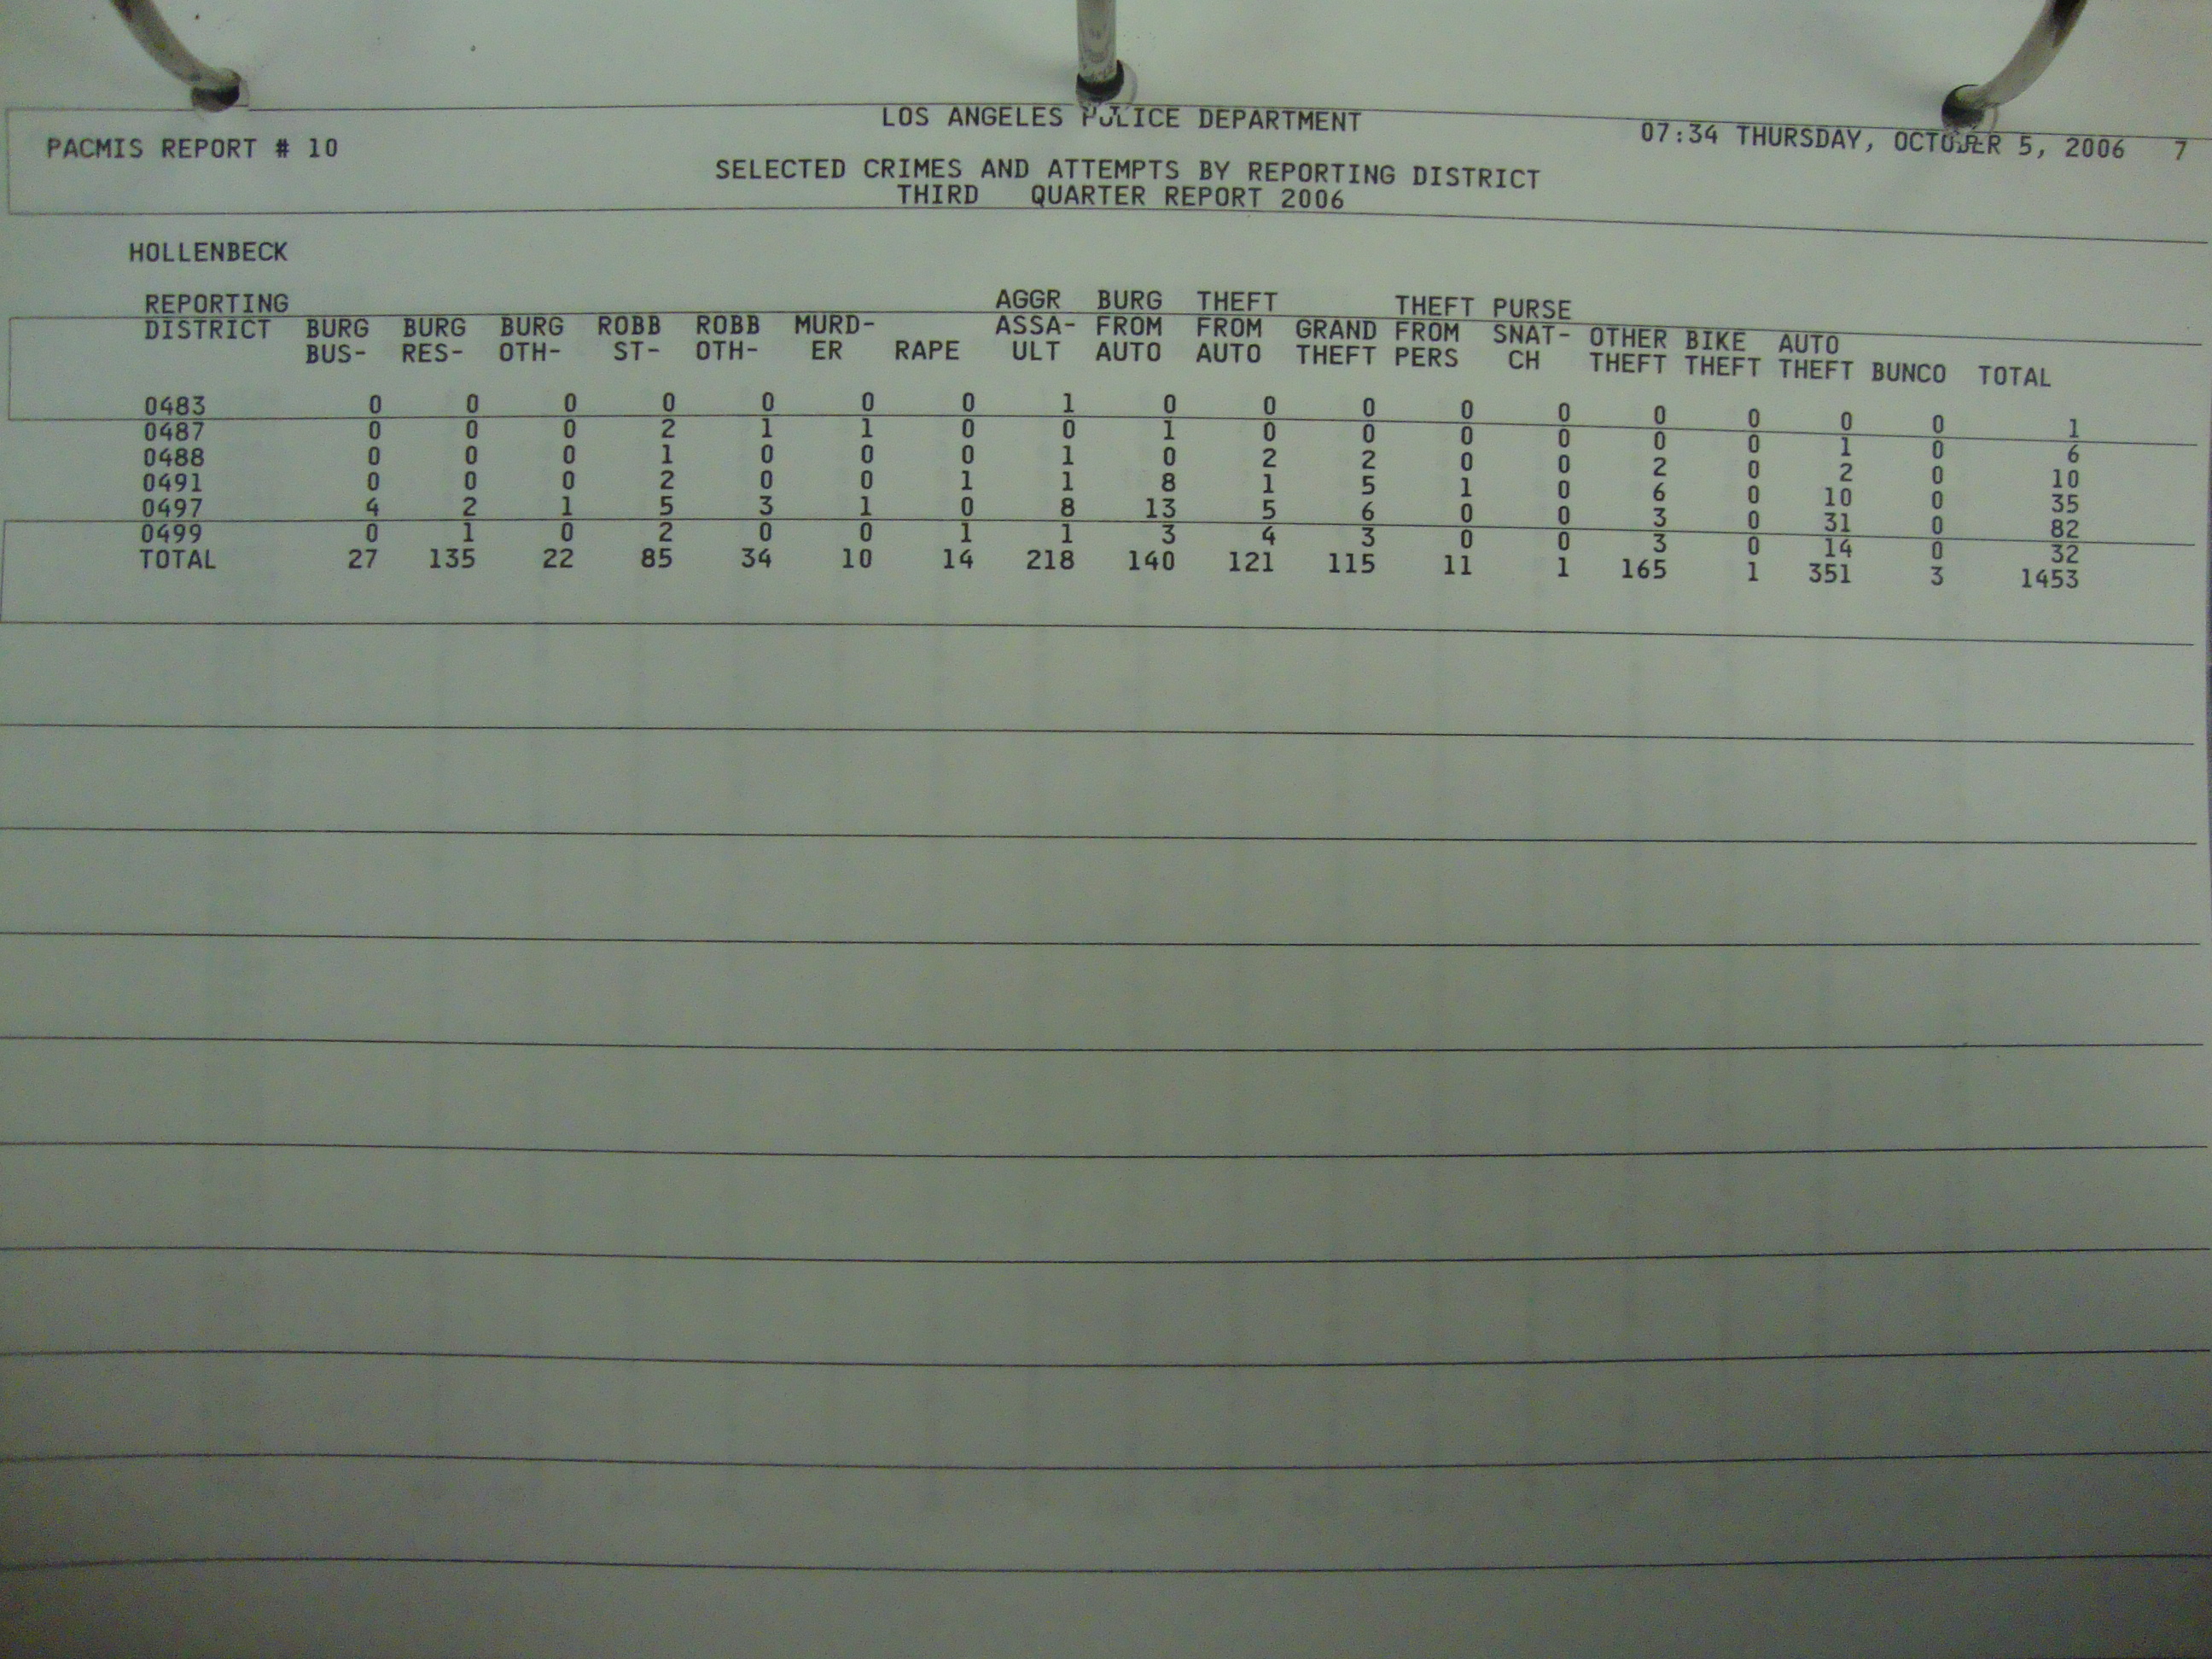 LOS ANGELES POLICE DEPARTMENT
PACMIS REPORT # 10 07:34 THURSDAY, OCTOBER 5, 2006 7
SELECTED CRIMES AND ATTEMPTS BY REPORTING DISTRICT
THIRD QUARTER REPORT 2006
HOLLENBECK
REPORTING AGGR BURG THEFT THEFT PURSE
DISTRICT BURG BURG BURG ROBB ROBB MURD- ASSA- FROM FROM GRAND FROM SNAT- OTHER BIKE AUTO
BUS- RES- OTH- ST- OTH- ER RAPE ULT AUTO AUTO THEFT PERS CH THEFT THEFT THEFT BUNCO TOTAL
0483 0 0 0 0 0 0 0 1 0 0 0 0 0 0 0 0 0 1
0487 0 0 0 2 1 1 0 0 1 0 0 0 0 0 0 1 0 6
0488 0 0 0 1 0 0 0 1 0 2 2 0 0 2 0 2 0 10
0491 0 0 0 2 0 0 1 1 8 1 5 1 0 6 0 10 0 35
0497 4 2 1 5 3 1 0 8 13 5 6 0 0 3 0 31 0 82
0499 0 1 0 2 0 0 1 1 3 4 3 0 0 3 0 14 0 32
TOTAL 27 135 22 85 34 10 14 218 140 121 115 11 1 165 1 351 3 1453